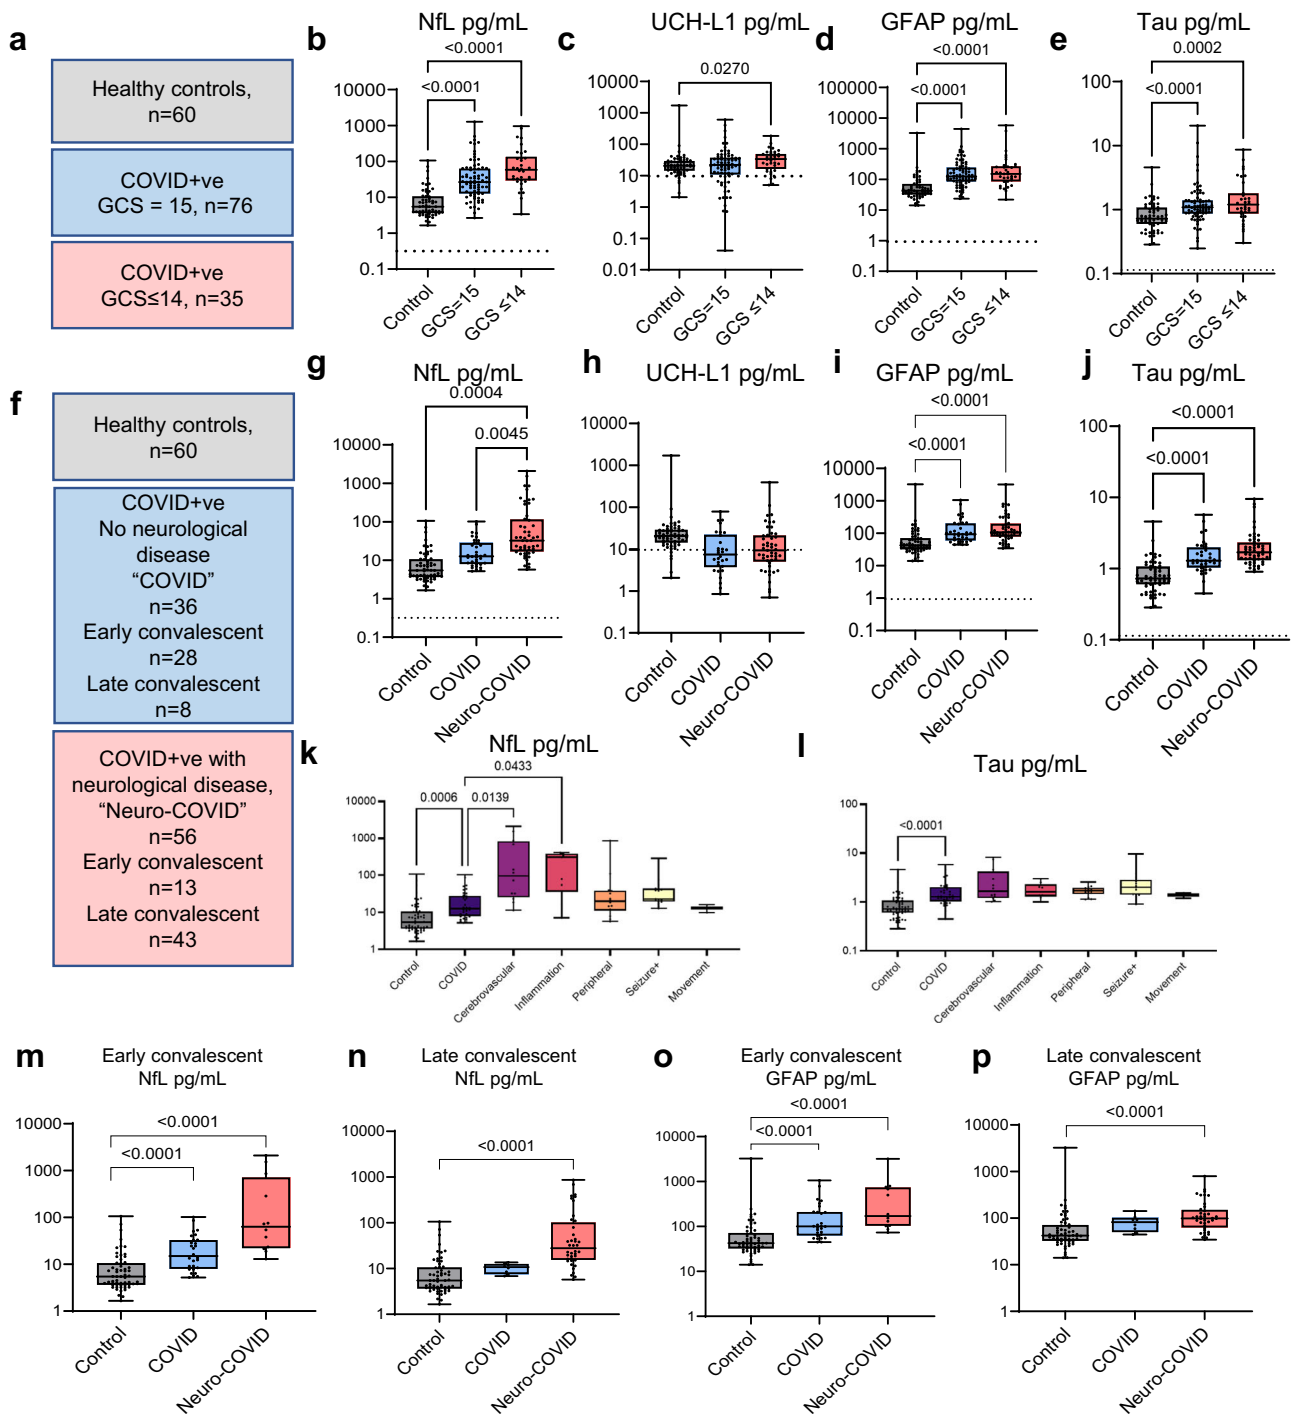 a
Healthy controls,
n=60
COVID+ve
GCS = 15, n=76
COVID+ve
GCS≤14, n=35
b
NfL pg/mL
<0.0001
<0.0001
10000
1000
100
10
1
0.1
Control
GCS=15
GCS ≤14
c
UCH-L1 pg/mL
0.0270
10000
1000
100
10
1
0.1
0.01
Control
GCS=15
GCS ≤14
d
GFAP pg/mL
<0.0001
<0.0001
10000
1000
100
10
1
0.1
Control
GCS=15
GCS ≤14
e
Tau pg/mL
0.0002
<0.0001
100
10
1
0.1
Control
GCS=15
GCS ≤14
f
Healthy controls,
n=60
COVID+ve
No neurological
disease
“COVID”
n=36
Early convalescent
n=28
Late convalescent
n=8
COVID+ve with
neurological disease,
“Neuro-COVID”
n=56
Early convalescent
n=13
Late convalescent
n=43
g
NfL pg/mL
0.0004
0.0045
10000
1000
100
10
1
0.1
Control
COVID
Neuro-COVID
h
UCH-L1 pg/mL
10000
1000
100
10
1
0.1
Control
COVID
Neuro-COVID
i
GFAP pg/mL
<0.0001
<0.0001
10000
1000
100
10
1
0.1
Control
COVID
Neuro-COVID
j
Tau pg/mL
<0.0001
<0.0001
100
10
1
0.1
Control
COVID
Neuro-COVID
k
NfL pg/mL
0.0433
0.0006
0.0139
10000
1000
100
10
1
Control
COVID
Cerebrovascular
Inflammation
Peripheral
Seizure+
Movement
l
Tau pg/mL
<0.0001
100
10
1
0.1
Control
COVID
Cerebrovascular
Inflammation
Peripheral
Seizure+
Movement
m
Early convalescent
NfL pg/mL
<0.0001
<0.0001
10000
1000
100
10
1
Control
COVID
Neuro-COVID
n
Late convalescent
NfL pg/mL
<0.0001
10000
1000
100
10
1
Control
COVID
Neuro-COVID
o
Early convalescent
GFAP pg/mL
<0.0001
<0.0001
10000
1000
100
10
1
Control
COVID
Neuro-COVID
p
Late convalescent
GFAP pg/mL
<0.0001
10000
1000
100
10
1
Control
COVID
Neuro-COVID